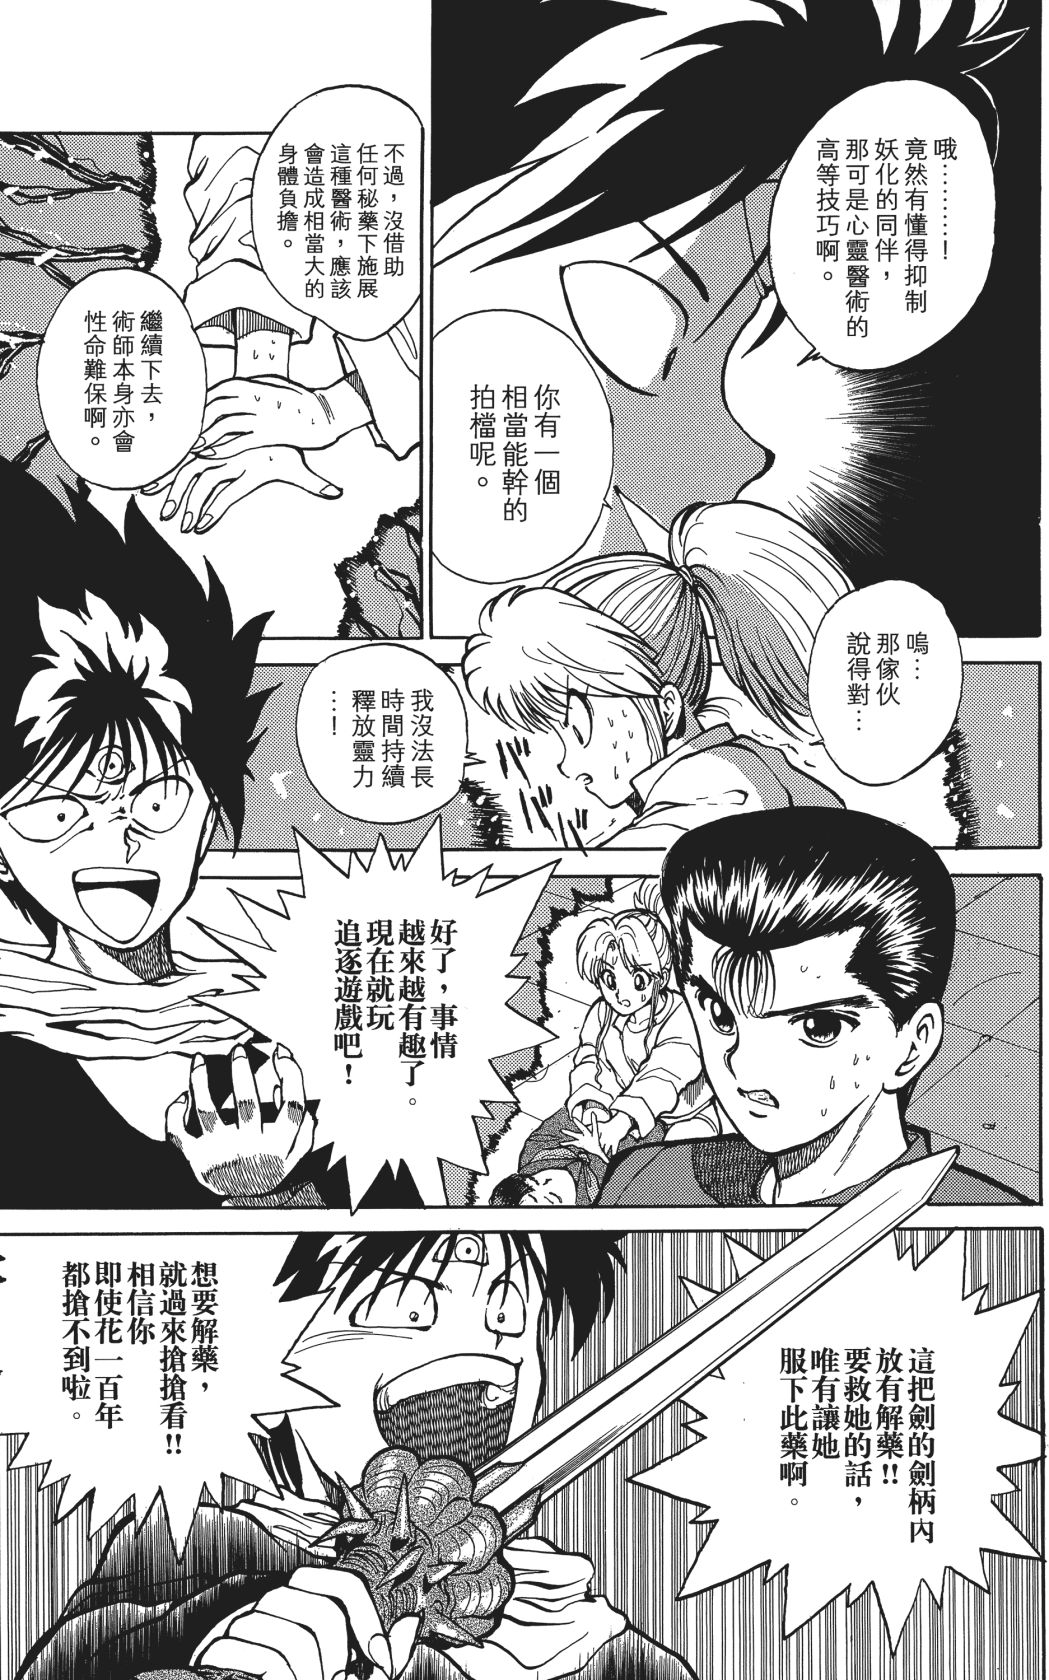 哦………！
竟然有懂得抑制
妖化的同伴，
那可是心靈醫術的
高等技巧啊。
你有一個
相當能幹的
拍檔呢。
不過，沒借助
任何秘藥下施展
這種醫術，應該
會造成相當大的
身體負擔。
繼續下去，
術師本身亦會
性命難保啊。
嗚…
那傢伙
說得對…
我沒法長
時間持續
釋放靈力
…！
好了，事情
越來越有趣了。
現在就玩
追逐遊戲吧！
這把劍的劍柄內
放有解藥!!
要救她的話，
唯有讓她
服下此藥啊。
想要解藥，
就過來搶搶看!!
相信你
即使花一百年
都搶不到啦。